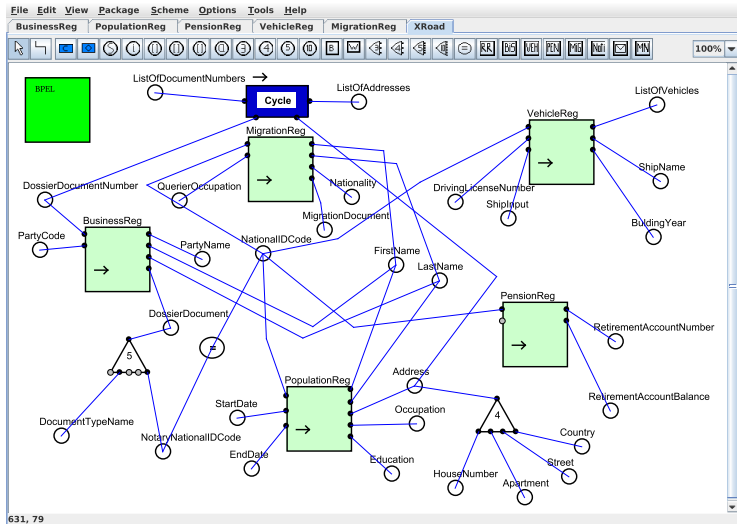 File Edit View Package Scheme Options Tools Help
BusinessReg PopulationReg PensionReg VehicleReg MigrationReg XRoad
100%
BPEL
ListOfDocumentNumbers
ListOfAddresses
Cycle
ListOfVehicles
VehicleReg
MigrationReg
ShipName
DossierDocumentNumber
QuerierOccupation
Nationality
DrivingLicenseNumber
ShipInput
MigrationDocument
BuldingYear
BusinessReg
PartyCode
PartyName
NationalIDCode
FirstName
LastName
PensionReg
DossierDocument
RetirementAccountNumber
5
=
PopulationReg
Address
RetirementAccountBalance
StartDate
Occupation
4
DocumentTypeName
NotaryNationalIDCode
Country
EndDate
Education
Street
HouseNumber
Apartment
631, 79